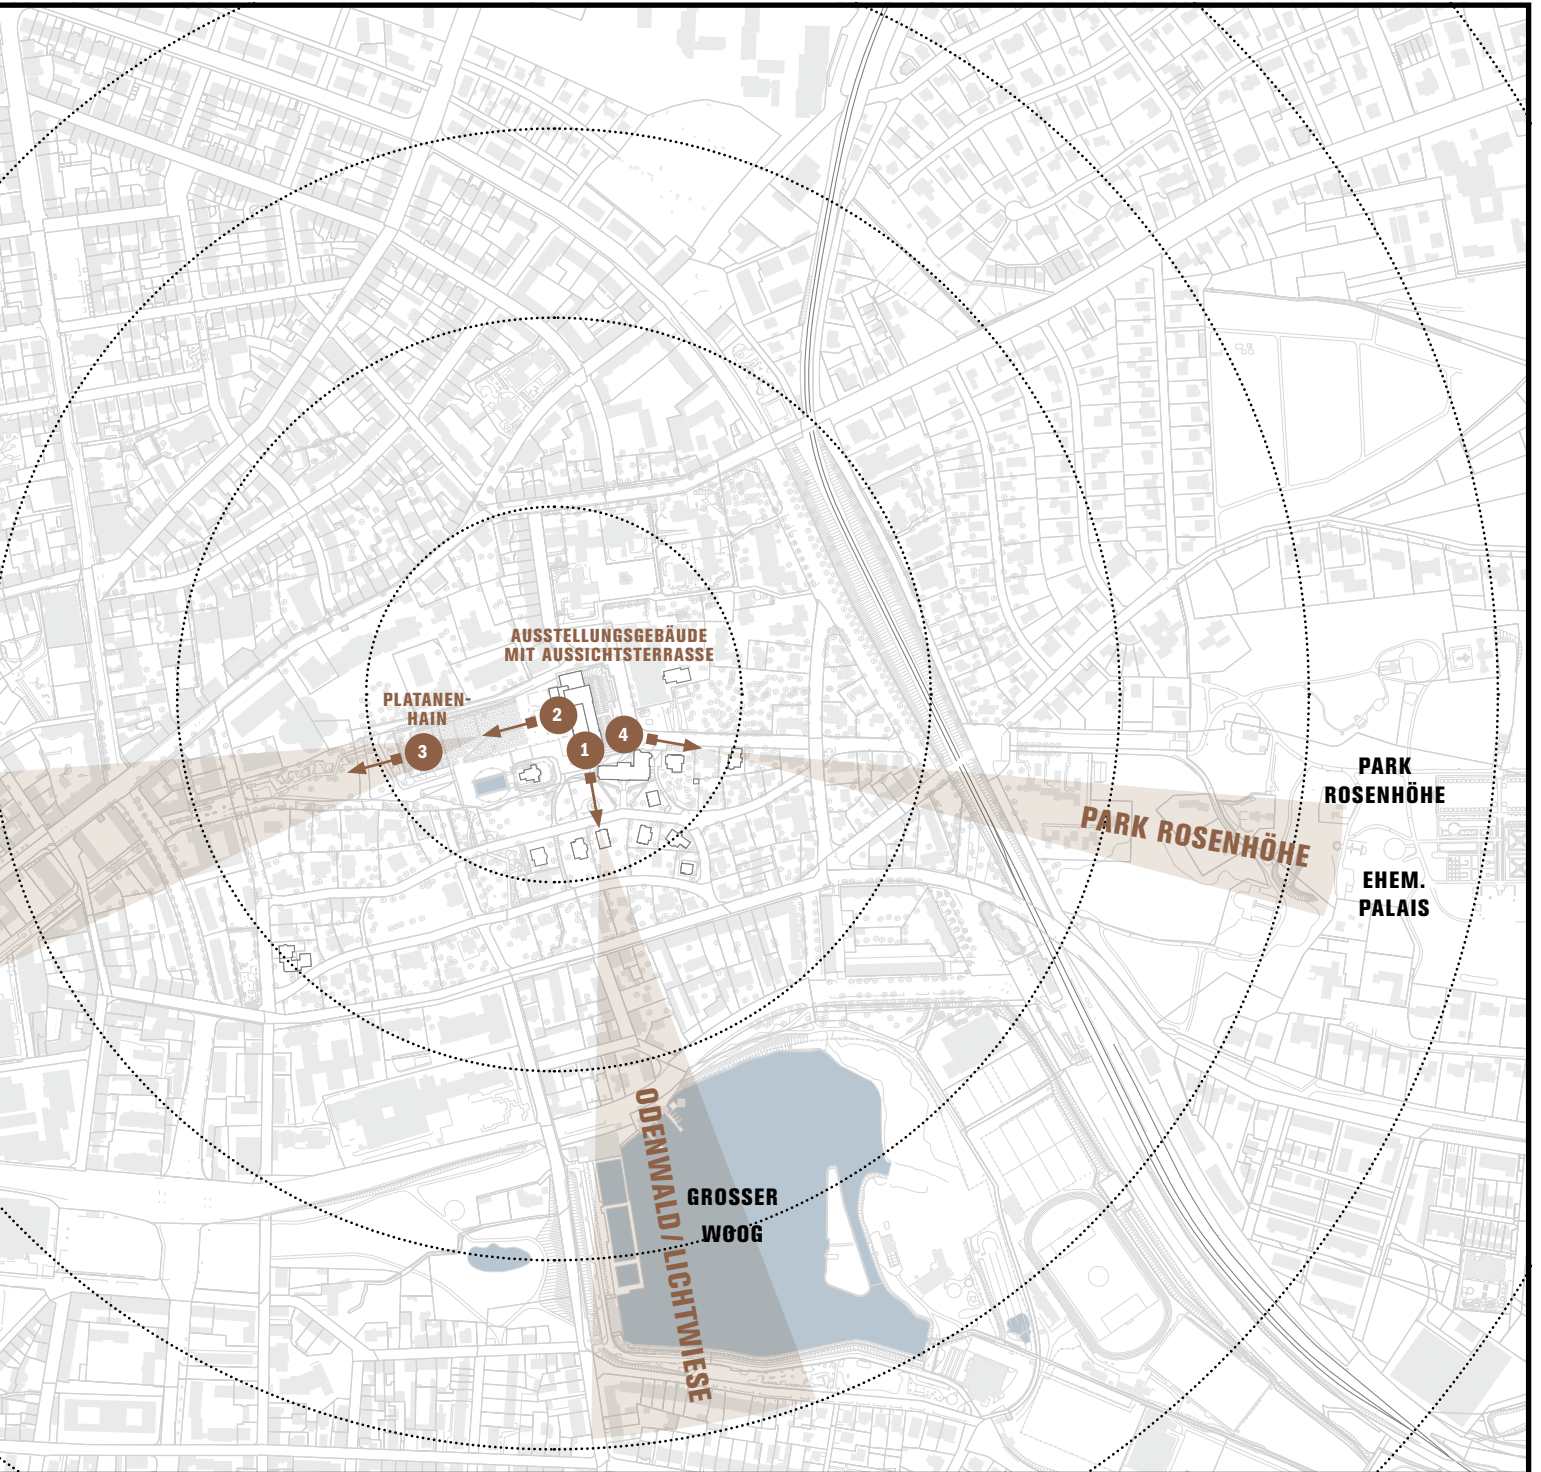 AUSSTELLUNGSGEBÄUDE
MIT AUSSICHTSTERRASSE
PLATANEN-
HAIN
2
4
1
3
PARK
ROSENHÖHE
PARK ROSENHÖHE
EHEM.
PALAIS
ODENWALD / LICHTWIESE
GROSSER
WOOG